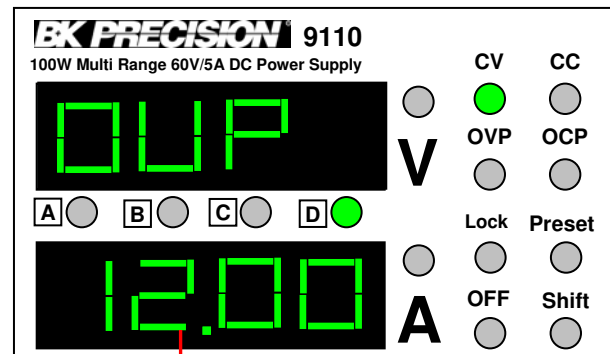 BK PRECISION® 9110
100W Multi Range 60V/5A DC Power Supply
CV CC
OUP
V
OVP OCP
A B C D
Lock Preset
12.00
A
OFF Shift